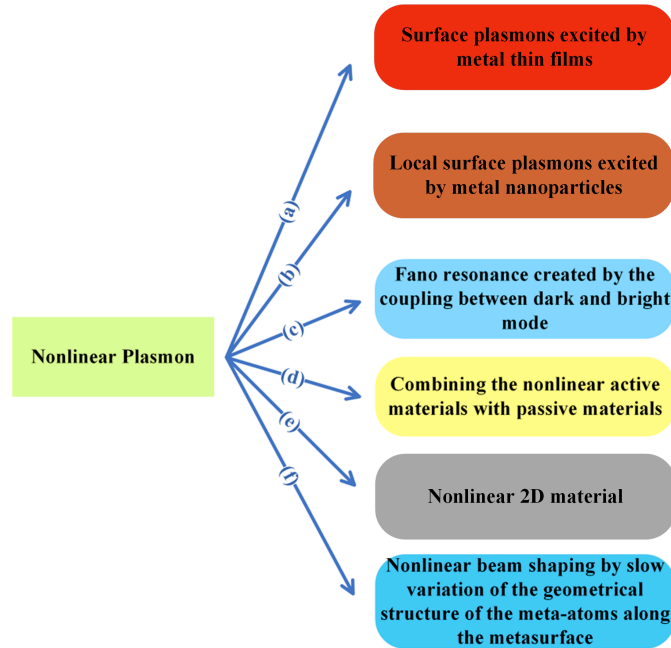 Surface plasmons excited by
metal thin films
Local surface plasmons excited
by metal nanoparticles
Fano resonance created by the
coupling between dark and bright
mode
Combining the nonlinear active
materials with passive materials
Nonlinear 2D material
Nonlinear beam shaping by slow
variation of the geometrical
structure of the meta-atoms along
the metasurface
Nonlinear Plasmon
(a)
(b)
(c)
(d)
(e)
(f)